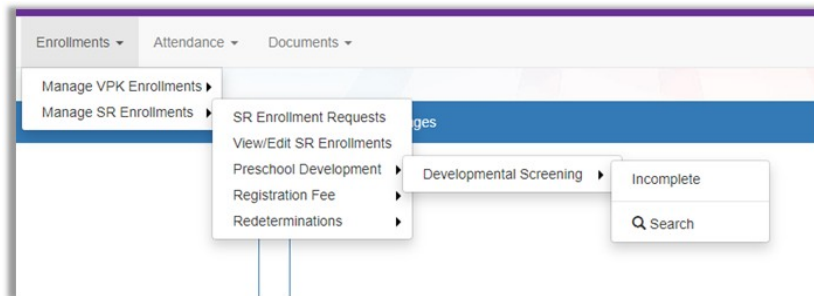 Enrollments
Attendance
Documents
Manage VPK Enrollments
Manage SR Enrollments
SR Enrollment Requests
View/Edit SR Enrollments
Preschool Development
Registration Fee
Redeterminations
Developmental Screening
Incomplete
Search